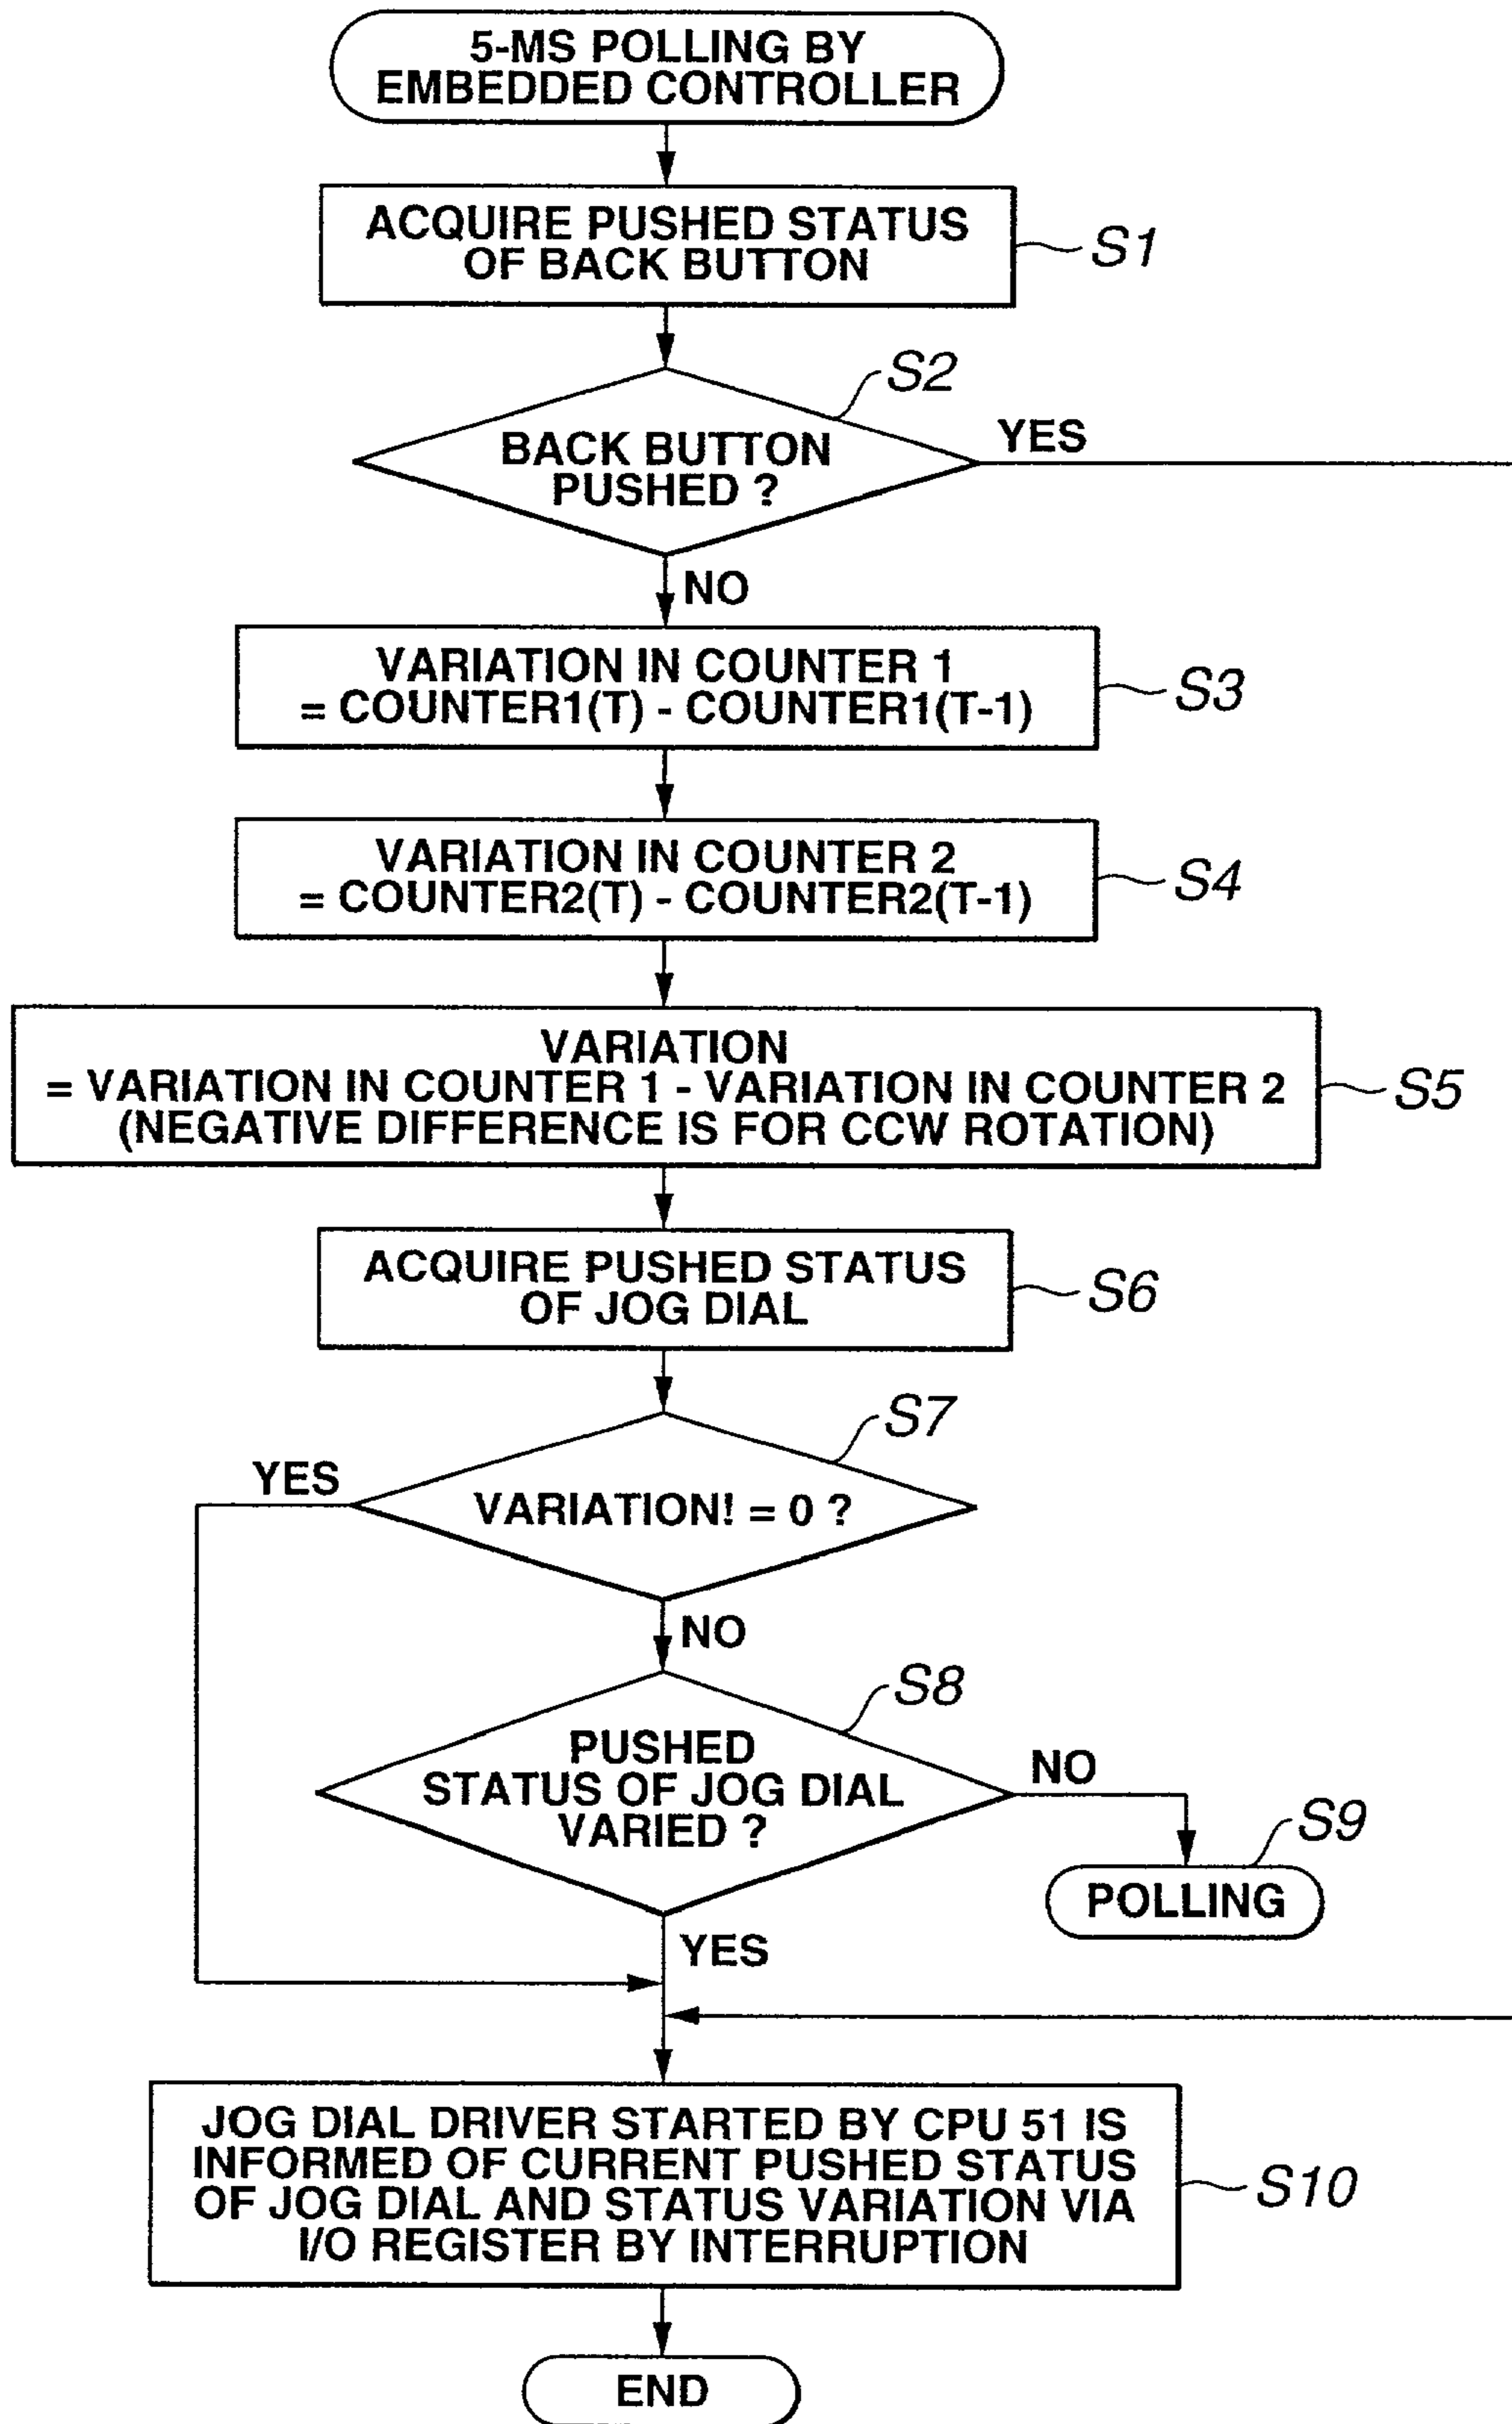 5-MS POLLING BY
EMBEDDED CONTROLLER
ACQUIRE PUSHED STATUS
OF BACK BUTTON
S1
S2
BACK BUTTON
PUSHED ?
YES
NO
VARIATION IN COUNTER 1
= COUNTER1(T) - COUNTER1(T-1)
S3
VARIATION IN COUNTER 2
= COUNTER2(T) - COUNTER2(T-1)
S4
VARIATION
= VARIATION IN COUNTER 1 - VARIATION IN COUNTER 2
(NEGATIVE DIFFERENCE IS FOR CCW ROTATION)
S5
ACQUIRE PUSHED STATUS
OF JOG DIAL
S6
S7
YES
VARIATION! = 0 ?
NO
S8
PUSHED
STATUS OF JOG DIAL
VARIED ?
NO
S9
POLLING
YES
JOG DIAL DRIVER STARTED BY CPU 51 IS
INFORMED OF CURRENT PUSHED STATUS
OF JOG DIAL AND STATUS VARIATION VIA
I/O REGISTER BY INTERRUPTION
S10
END